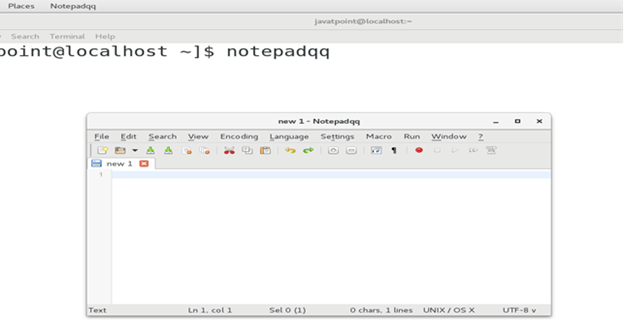 Places Notepadqq
javatpoint@localhost:~
Search Terminal Help
point@localhost ~]$ notepadqq
new 1 - Notepadqq
File Edit Search View Encoding Language Settings Macro Run Window ?
new 1
1
Text Ln 1, col 1 Sel 0 (1) 0 chars, 1 lines UNIX / OS X UTF-8 v